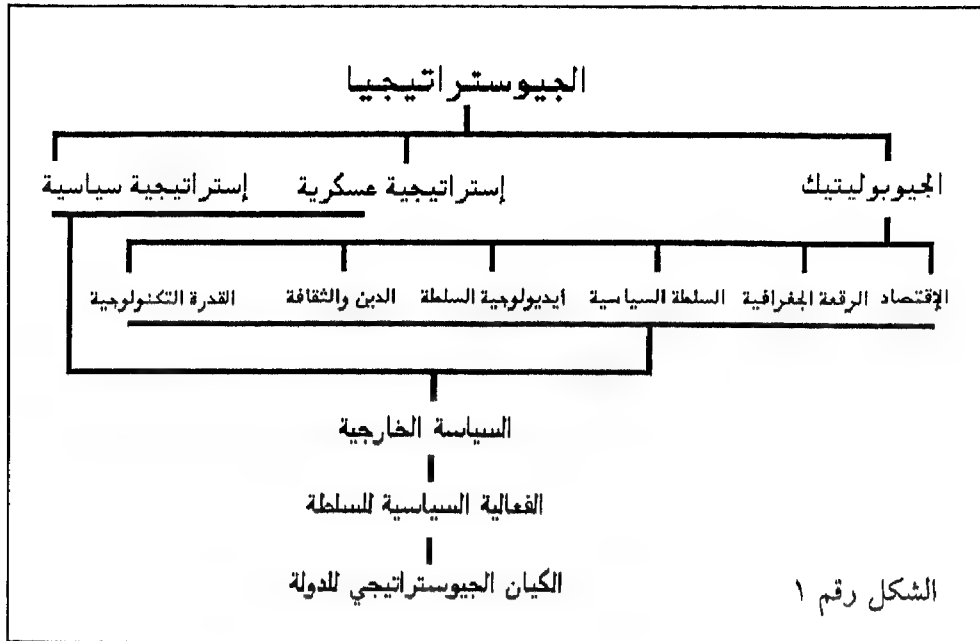 الجيوستراتيجيا
الجيوبوليتيك إستراتيجية عسكرية إستراتيجية سياسية
الإقتصاد الرقعة الجغرافية السلطة السياسية ايديولوجية السلطة الدين والثقافة القدرة التكنولوجية
السياسة الخارجية
الفعالية السياسية للسلطة
الكيان الجيوستراتيجي للدولة
الشكل رقم ١